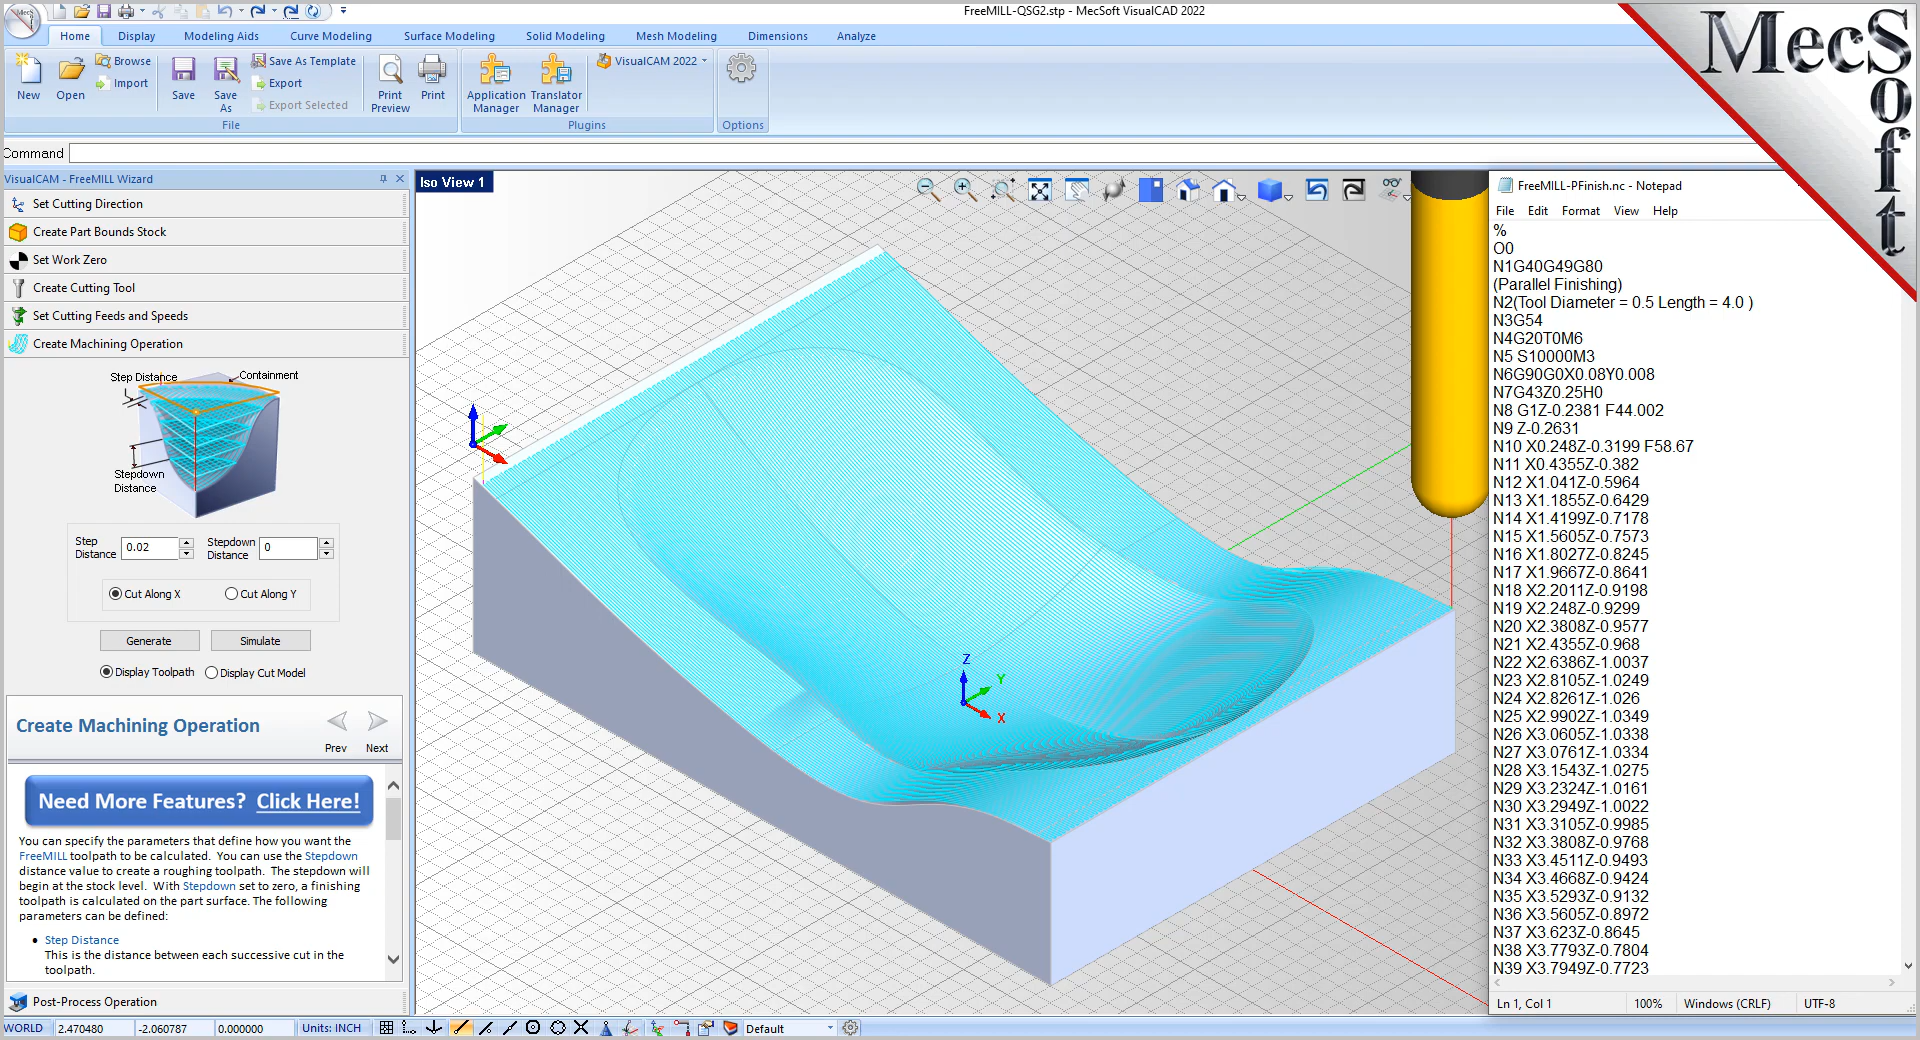 FreeMILL-QSG2.stp - MecSoft VisualCAD 2022
MecSoft
Home Display Modeling Aids Curve Modeling Surface Modeling Solid Modeling Mesh Modeling Dimensions Analyze
New
Open
Browse
Import
Save
Save As
Save As Template
Export
Export Selected
Print Preview
Print
Application Manager
Translator Manager
VisualCAM 2022
File
Plugins
Options
Command
VisualCAM - FreeMILL Wizard
Set Cutting Direction
Create Part Bounds Stock
Set Work Zero
Create Cutting Tool
Set Cutting Feeds and Speeds
Create Machining Operation
Step Distance
Containment
Stepdown
Distance
Step Distance 0.02
Stepdown Distance 0
Cut Along X
Cut Along Y
Generate
Simulate
Display Toolpath
Display Cut Model
Create Machining Operation
Prev
Next
Need More Features? Click Here!
You can specify the parameters that define how you want the
FreeMILL toolpath to be calculated. You can use the Stepdown
distance value to create a roughing toolpath. The stepdown will
begin at the stock level. With Stepdown set to zero, a finishing
toolpath is calculated on the part surface. The following
parameters can be defined:
• Step Distance
This is the distance between each successive cut in the
toolpath.
Post-Process Operation
Iso View 1
Z
Y
X
FreeMILL-PFinish.nc - Notepad
File Edit Format View Help
%
O0
N1G40G49G80
(Parallel Finishing)
N2(Tool Diameter = 0.5 Length = 4.0 )
N3G54
N4G20T0M6
N5 S10000M3
N6G90G0X0.08Y0.008
N7G43Z0.25H0
N8 G1Z-0.2381 F44.002
N9 Z-0.2631
N10 X0.248Z-0.3199 F58.67
N11 X0.4355Z-0.382
N12 X1.041Z-0.5964
N13 X1.1855Z-0.6429
N14 X1.4199Z-0.7178
N15 X1.5605Z-0.7573
N16 X1.8027Z-0.8245
N17 X1.9667Z-0.8641
N18 X2.2011Z-0.9198
N19 X2.248Z-0.9299
N20 X2.3808Z-0.9577
N21 X2.4355Z-0.968
N22 X2.6386Z-1.0037
N23 X2.8105Z-1.0249
N24 X2.8261Z-1.026
N25 X2.9902Z-1.0349
N26 X3.0605Z-1.0338
N27 X3.0761Z-1.0334
N28 X3.1543Z-1.0275
N29 X3.2324Z-1.0161
N30 X3.2949Z-1.0022
N31 X3.3105Z-0.9985
N32 X3.3808Z-0.9768
N33 X3.4511Z-0.9493
N34 X3.4668Z-0.9424
N35 X3.5293Z-0.9132
N36 X3.5605Z-0.8972
N37 X3.623Z-0.8645
N38 X3.7793Z-0.7804
N39 X3.7949Z-0.7723
Ln 1, Col 1 100% Windows (CRLF) UTF-8
WORLD 2.470480 -2.060787 0.000000 Units: INCH Default